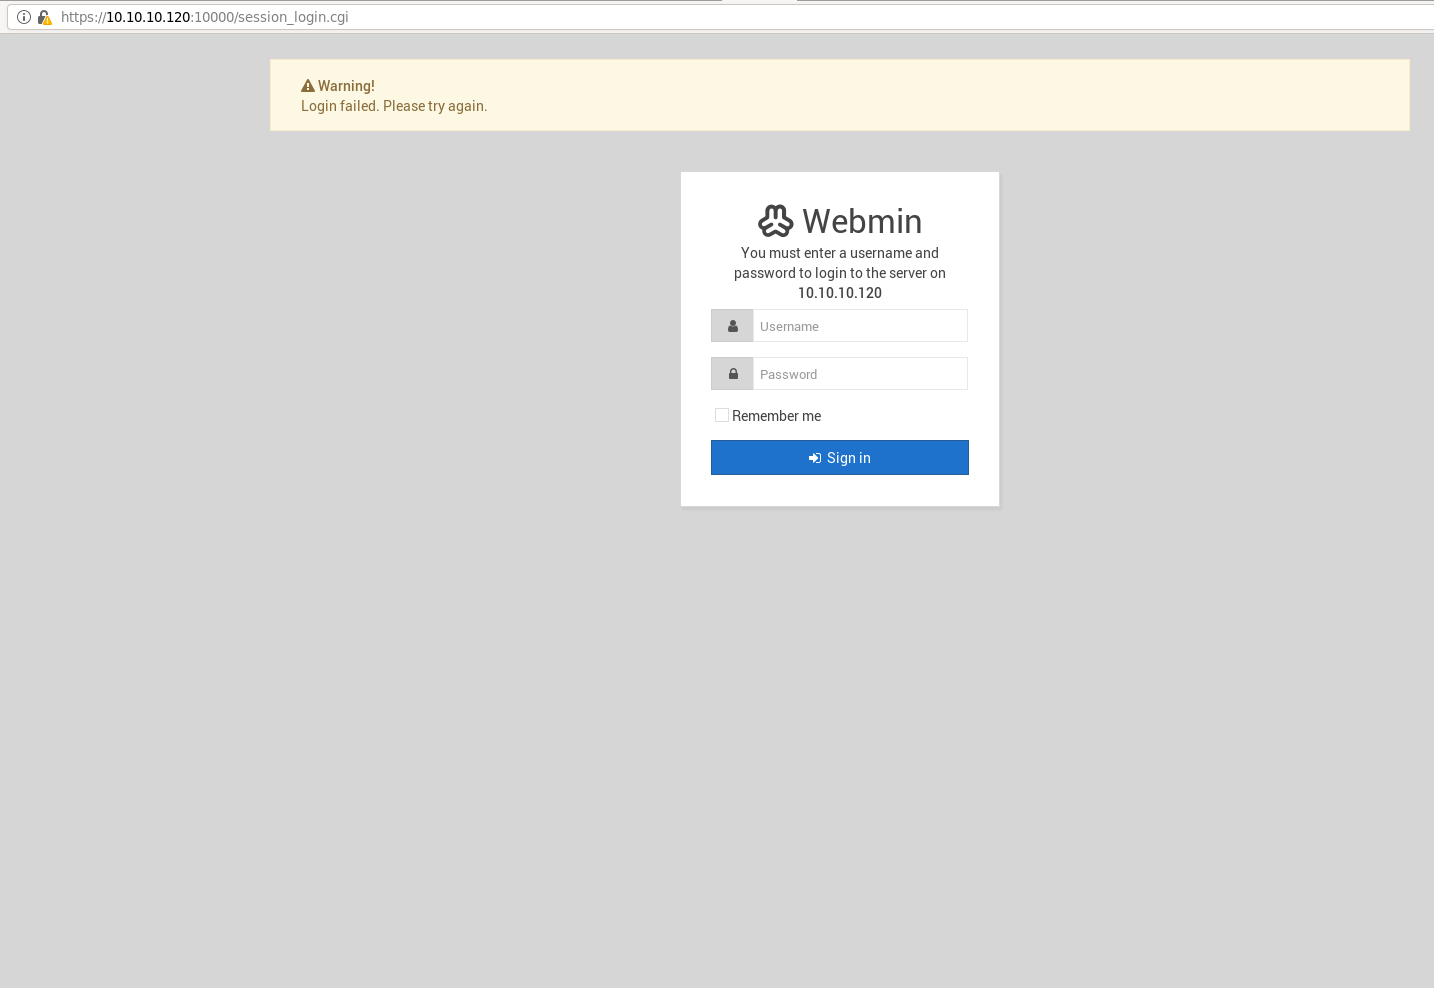 https://10.10.10.120:10000/session_login.cgi
Warning!
Login failed. Please try again.
Webmin
You must enter a username and
password to login to the server on
10.10.10.120
Username
Password
Remember me
Sign in